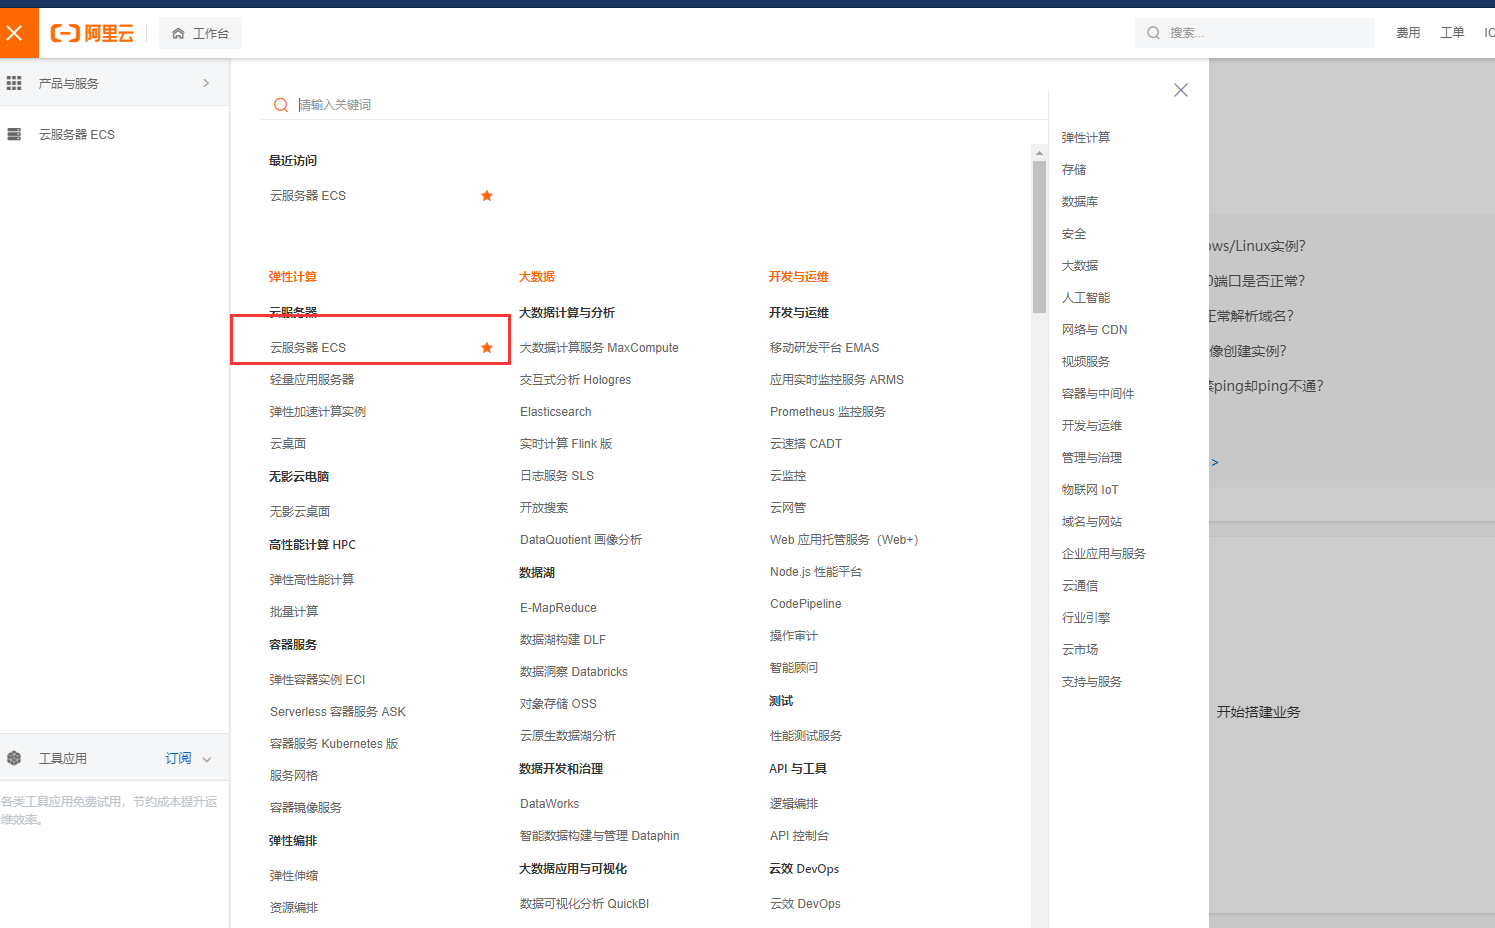 阿里云
工作台
搜索...
费用
工单
产品与服务
云服务器 ECS
工具应用
订阅
各类工具应用免费试用，节约成本提升运
维效率。
请输入关键词
最近访问
云服务器 ECS
弹性计算
云服务器
云服务器 ECS
轻量应用服务器
弹性加速计算实例
云桌面
无影云电脑
无影云桌面
高性能计算 HPC
弹性高性能计算
批量计算
容器服务
弹性容器实例 ECI
Serverless 容器服务 ASK
容器服务 Kubernetes 版
服务网格
容器镜像服务
弹性编排
弹性伸缩
资源编排
大数据
大数据计算与分析
大数据计算服务 MaxCompute
交互式分析 Hologres
Elasticsearch
实时计算 Flink 版
日志服务 SLS
开放搜索
DataQuotient 画像分析
数据湖
E-MapReduce
数据湖构建 DLF
数据洞察 Databricks
对象存储 OSS
云原生数据湖分析
数据开发和治理
DataWorks
智能数据构建与管理 Dataphin
大数据应用与可视化
数据可视化分析 QuickBI
开发与运维
开发与运维
移动研发平台 EMAS
应用实时监控服务 ARMS
Prometheus 监控服务
云速搭 CADT
云监控
云网管
Web 应用托管服务（Web+）
Node.js 性能平台
CodePipeline
操作审计
智能顾问
测试
性能测试服务
API 与工具
逻辑编排
API 控制台
云效 DevOps
云效 DevOps
弹性计算
存储
数据库
安全
大数据
人工智能
网络与 CDN
视频服务
容器与中间件
开发与运维
管理与治理
物联网 IoT
域名与网站
企业应用与服务
云通信
行业引擎
云市场
支持与服务
ows/Linux实例?
0端口是否正常?
正常解析域名?
像创建实例?
ping却ping不通?
>
开始搭建业务